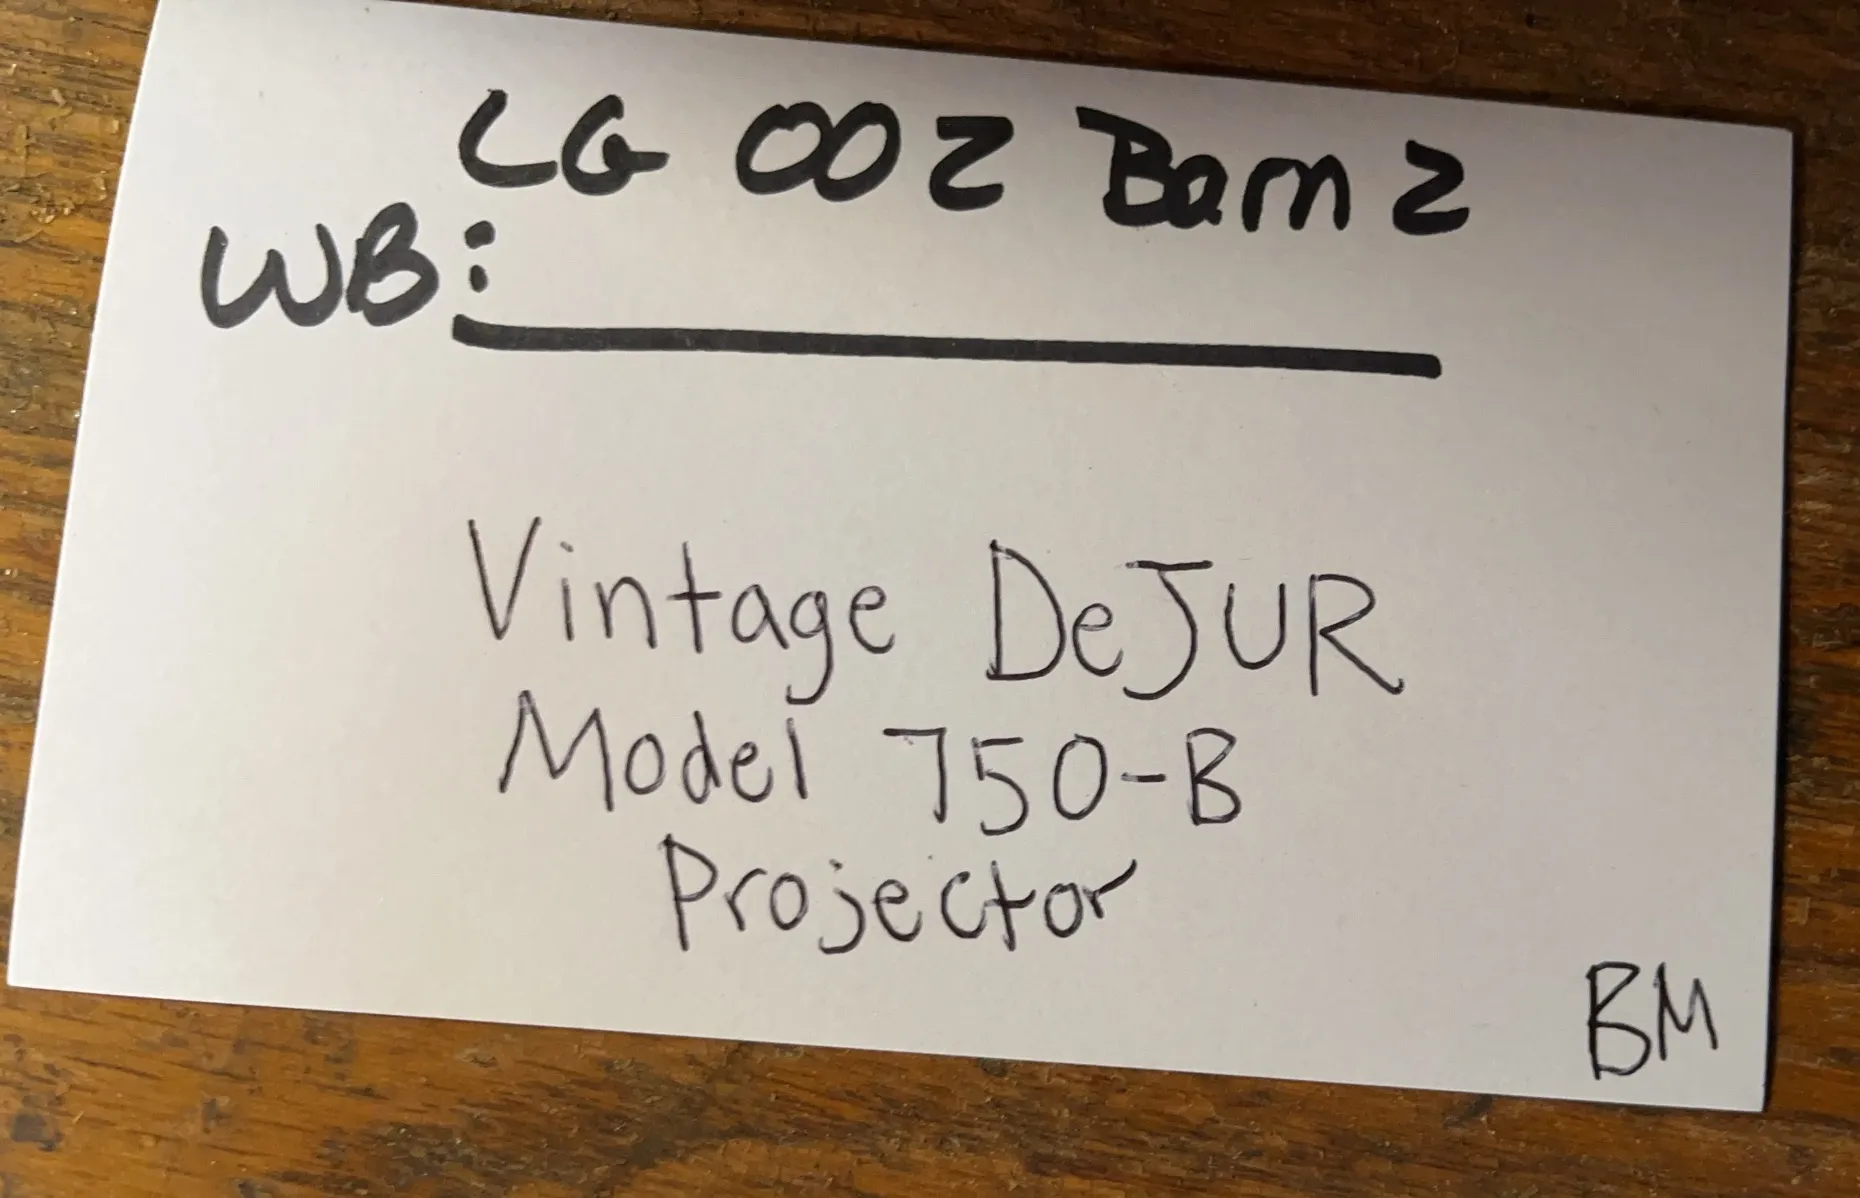 LG 002 Barn 2
WB:
Vintage DeJUR
Model 750-B
Projector
BM